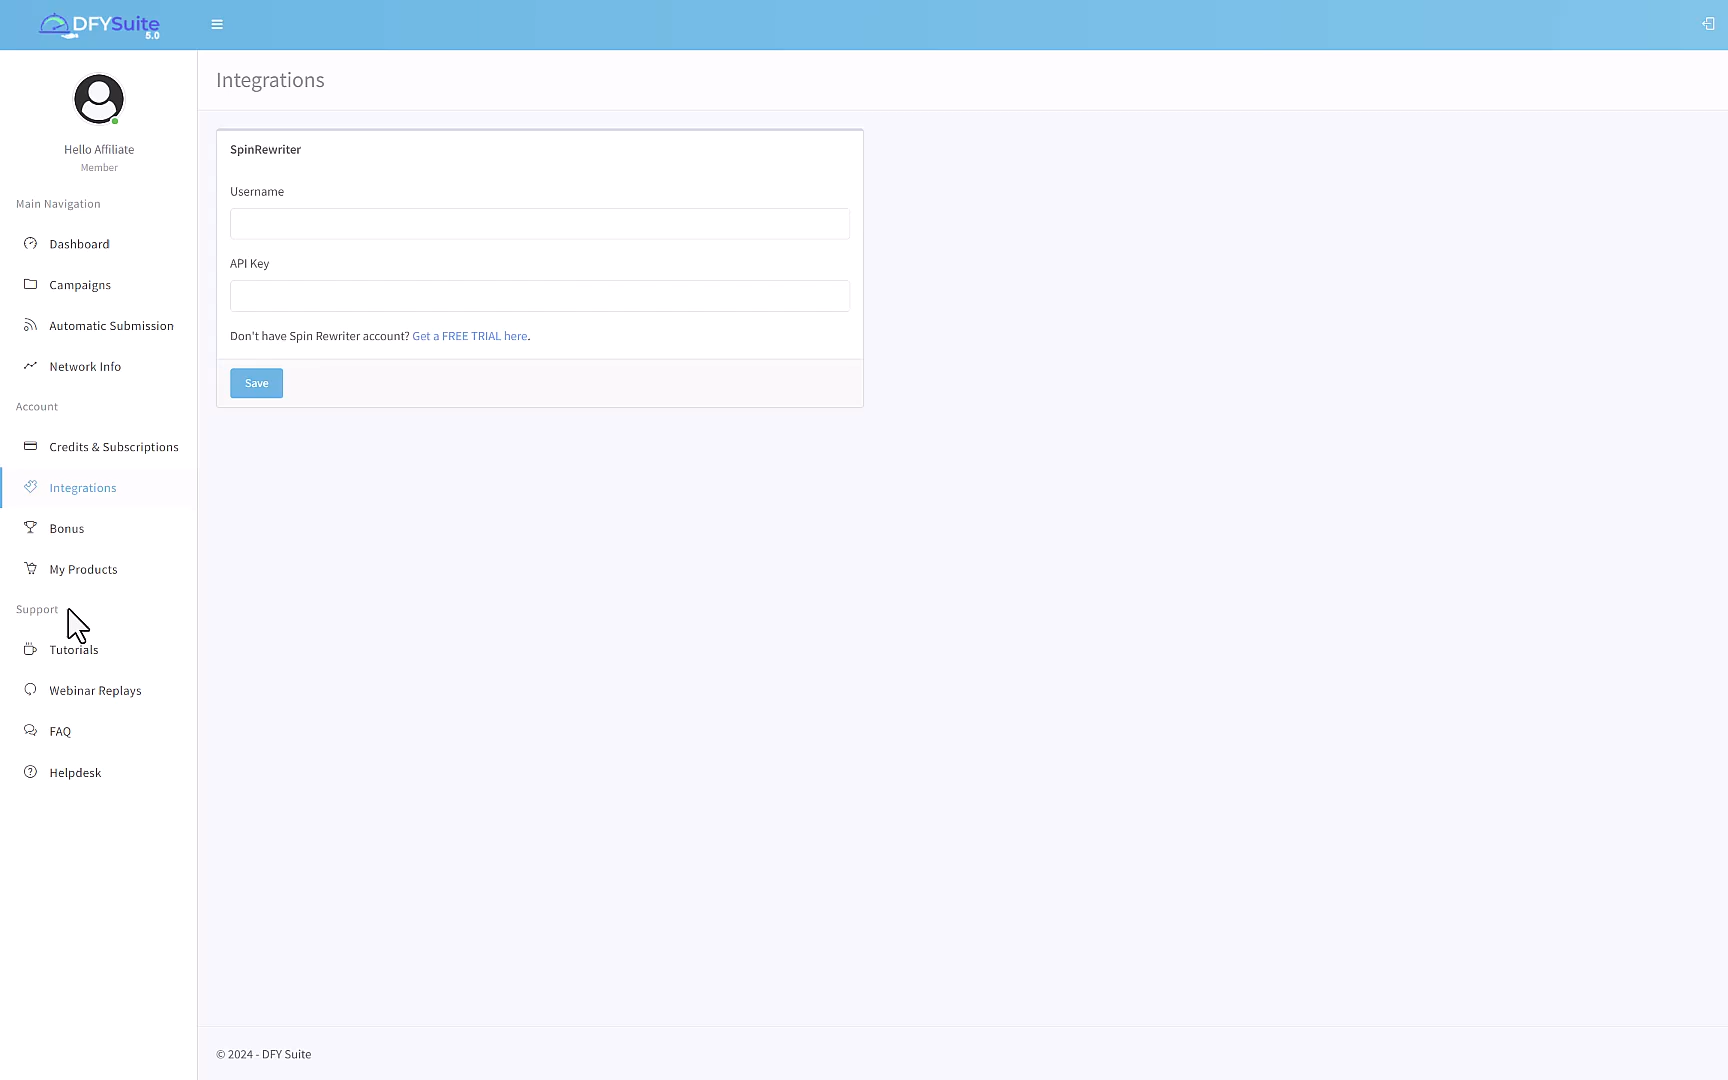 DFYSuite
5.0
Hello Affiliate
Member
Main Navigation
Dashboard
Campaigns
Automatic Submission
Network Info
Account
Credits & Subscriptions
Integrations
Bonus
My Products
Support
Tutorials
Webinar Replays
FAQ
Helpdesk
Integrations
SpinRewriter
Username
API Key
Don't have Spin Rewriter account? Get a FREE TRIAL here.
Save
© 2024 - DFY Suite